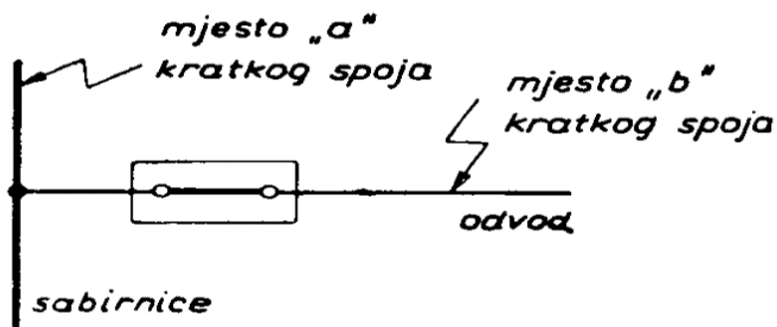 mjesto „a“
kratkog spoja
mjesto „b“
kratkog spoja
odvod
sabirnice